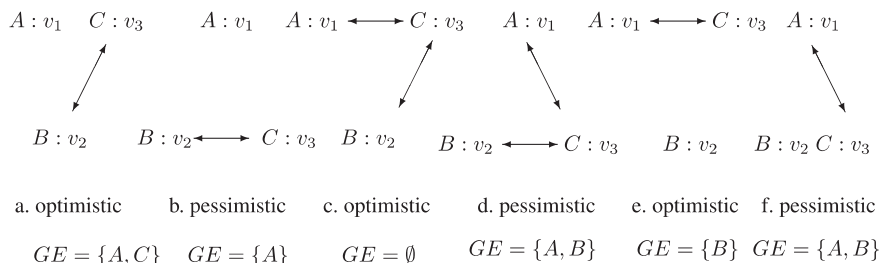 A : v₁ C : v₃ A : v₁ A : v₁ C : v₃ A : v₁ A : v₁ C : v₃ A : v₁
B : v₂ B : v₂ C : v₃ B : v₂ B : v₂ C : v₃ B : v₂ B : v₂ C : v₃
a. optimistic b. pessimistic c. optimistic d. pessimistic e. optimistic f. pessimistic
GE = {A, C} GE = {A} GE = ∅ GE = {A, B} GE = {B} GE = {A, B}